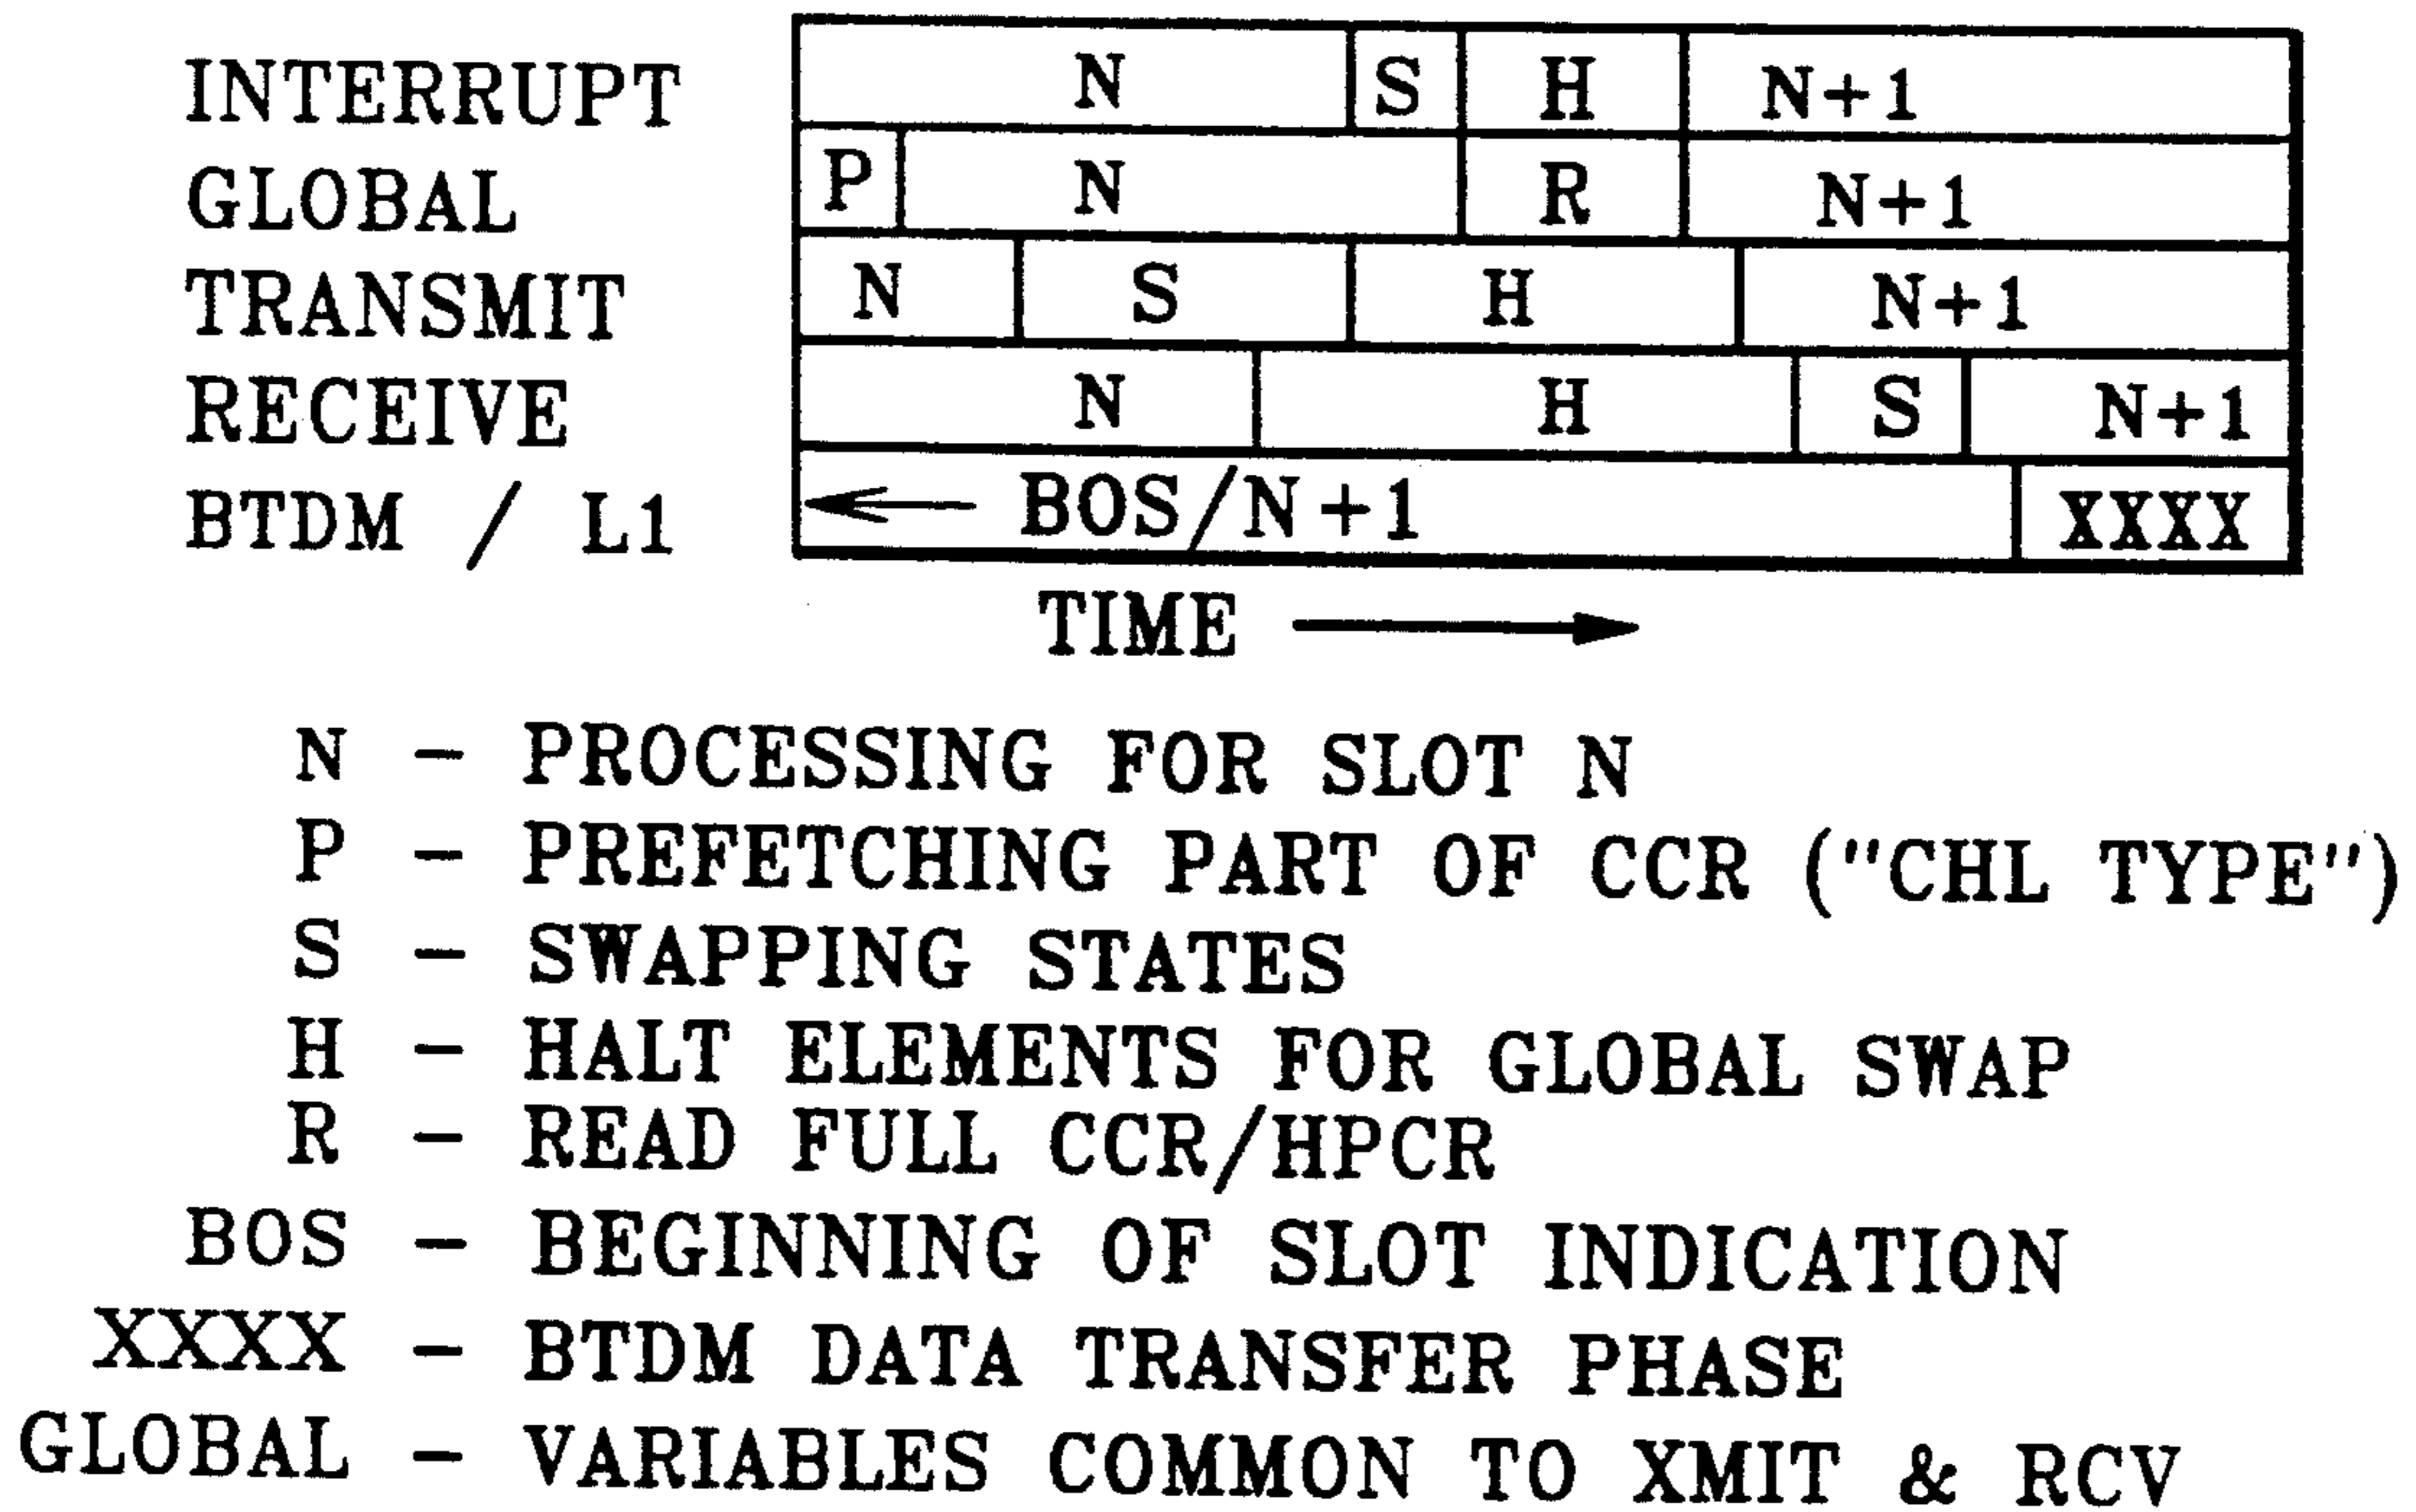 INTERRUPT N S H N+1
GLOBAL P N R N+1
TRANSMIT N S H N+1
RECEIVE N H S N+1
BTDM / L1 BOS/N+1 XXXX
TIME
N - PROCESSING FOR SLOT N
P - PREFETCHING PART OF CCR ("CHL TYPE")
S - SWAPPING STATES
H - HALT ELEMENTS FOR GLOBAL SWAP
R - READ FULL CCR/HPCR
BOS - BEGINNING OF SLOT INDICATION
XXXX - BTDM DATA TRANSFER PHASE
GLOBAL - VARIABLES COMMON TO XMIT & RCV